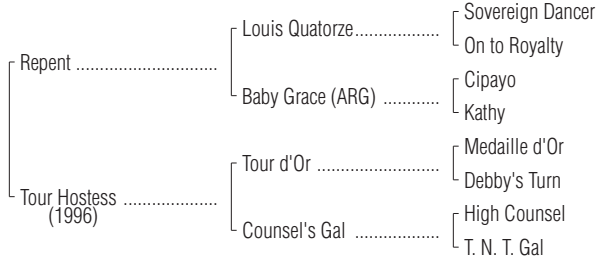 Sovereign Dancer
Louis Quatorze...................
On to Royalty
Repent .............................
Cipayo
Baby Grace (ARG) ............
Kathy
Medaille d'Or
Tour d'Or .........................
Debby's Turn
Tour Hostess ....................
(1996)
High Counsel
Counsel's Gal ..................
T. N. T. Gal